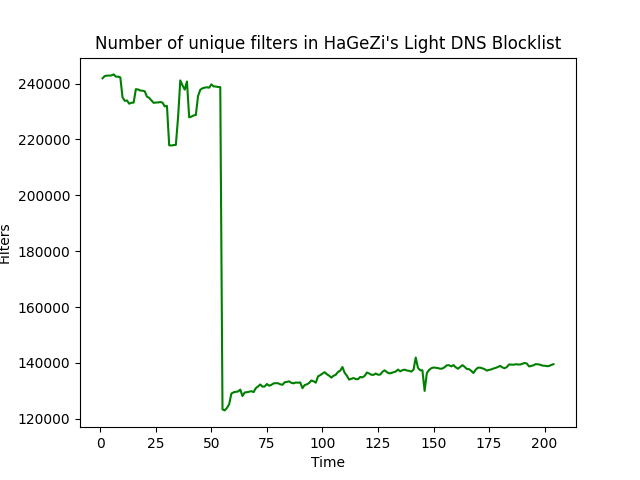 Number of unique filters in HaGeZi's Light DNS Blocklist
240000
220000
200000
180000
160000
140000
120000
Filters
0 25 50 75 100 125 150 175 200
Time